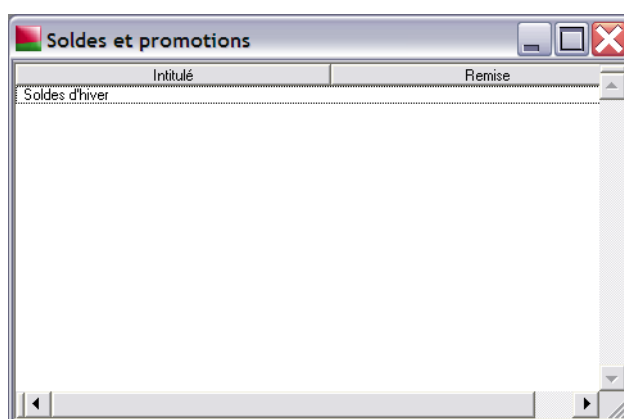 Soldes et promotions
Intitulé Remise
Soldes d'hiver